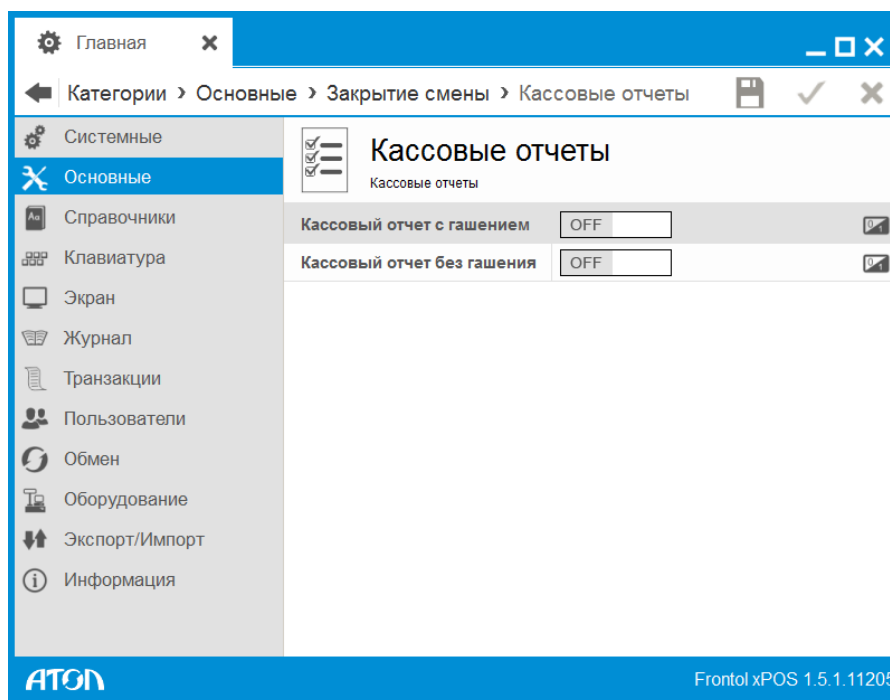 Главная
Категории › Основные › Закрытие смены › Кассовые отчеты
Системные
Основные
Справочники
Клавиатура
Экран
Журнал
Транзакции
Пользователи
Обмен
Оборудование
Экспорт/Импорт
Информация
Кассовые отчеты
Кассовые отчеты
Кассовый отчет с гашением OFF
Кассовый отчет без гашения OFF
АТОЛ
Frontol xPOS 1.5.1.11205